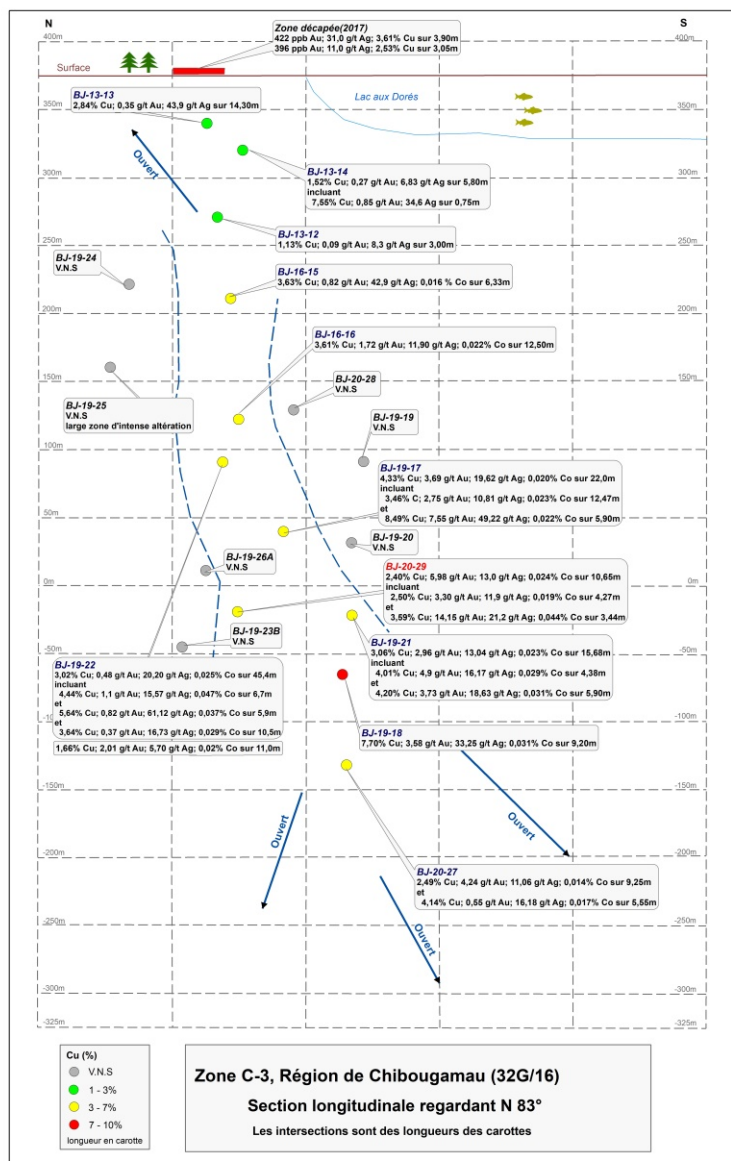 N
S
Zone décapée(2017)
422 ppb Au; 31,0 g/t Ag; 3,61% Cu sur 3,90m
396 ppb Au; 11,0 g/t Ag; 2,53% Cu sur 3,05m
400m
400m
Surface
Lac aux Dorés
BJ-13-13
2,84% Cu; 0,35 g/t Au; 43,9 g/t Ag sur 14,30m
350m
350m
Ouvert
BJ-13-14
1,52% Cu; 0,27 g/t Au; 6,83 g/t Ag sur 5,80m
incluant
7,55% Cu; 0,85 g/t Au; 34,6 Ag sur 0,75m
300m
300m
BJ-13-12
1,13% Cu; 0,09 g/t Au; 8,3 g/t Ag sur 3,00m
250m
250m
BJ-19-24
V.N.S
BJ-16-15
3,63% Cu; 0,82 g/t Au; 42,9 g/t Ag; 0,016 % Co sur 6,33m
200m
200m
BJ-16-16
3,61% Cu; 1,72 g/t Au; 11,90 g/t Ag; 0,022% Co sur 12,50m
150m
150m
BJ-19-25
V.N.S
large zone d'intense altération
BJ-20-28
V.N.S
BJ-19-19
V.N.S
100m
100m
BJ-19-17
4,33% Cu; 3,69 g/t Au; 19,62 g/t Ag; 0,020% Co sur 22,0m
incluant
3,46% C; 2,75 g/t Au; 10,81 g/t Ag; 0,023% Co sur 12,47m
et
8,49% Cu; 7,55 g/t Au; 49,22 g/t Ag; 0,022% Co sur 5,90m
50m
50m
BJ-19-20
V.N.S
BJ-19-26A
V.N.S
0m
0m
BJ-20-29
2,40% Cu; 5,98 g/t Au; 13,0 g/t Ag; 0,024% Co sur 10,65m
incluant
2,50% Cu; 3,30 g/t Au; 11,9 g/t Ag; 0,019% Co sur 4,27m
et
3,59% Cu; 14,15 g/t Au; 21,2 g/t Ag; 0,044% Co sur 3,44m
BJ-19-23B
V.N.S
-50m
-50m
BJ-19-21
3,06% Cu; 2,96 g/t Au; 13,04 g/t Ag; 0,023% Co sur 15,68m
incluant
4,01% Cu; 4,9 g/t Au; 16,17 g/t Ag; 0,029% Co sur 4,38m
et
4,20% Cu; 3,73 g/t Au; 18,63 g/t Ag; 0,031% Co sur 5,90m
BJ-19-22
3,02% Cu; 0,48 g/t Au; 20,20 g/t Ag; 0,025% Co sur 45,4m
incluant
4,44% Cu; 1,1 g/t Au; 15,57 g/t Ag; 0,047% Co sur 6,7m
et
5,64% Cu; 0,82 g/t Au; 61,12 g/t Ag; 0,037% Co sur 5,9m
et
3,64% Cu; 0,37 g/t Au; 16,73 g/t Ag; 0,029% Co sur 10,5m
1,66% Cu; 2,01 g/t Au; 5,70 g/t Ag; 0,02% Co sur 11,0m
-100m
-100m
BJ-19-18
7,70% Cu; 3,58 g/t Au; 33,25 g/t Ag; 0,031% Co sur 9,20m
-150m
-150m
Ouvert
Ouvert
-200m
-200m
BJ-20-27
2,49% Cu; 4,24 g/t Au; 11,06 g/t Ag; 0,014% Co sur 9,25m
et
4,14% Cu; 0,55 g/t Au; 16,18 g/t Ag; 0,017% Co sur 5,55m
-250m
-250m
Ouvert
-300m
-300m
-325m
-325m
Cu (%)
V.N.S
1 - 3%
3 - 7%
7 - 10%
longueur en carotte
Zone C-3, Région de Chibougamau (32G/16)
Section longitudinale regardant N 83°
Les intersections sont des longueurs des carottes